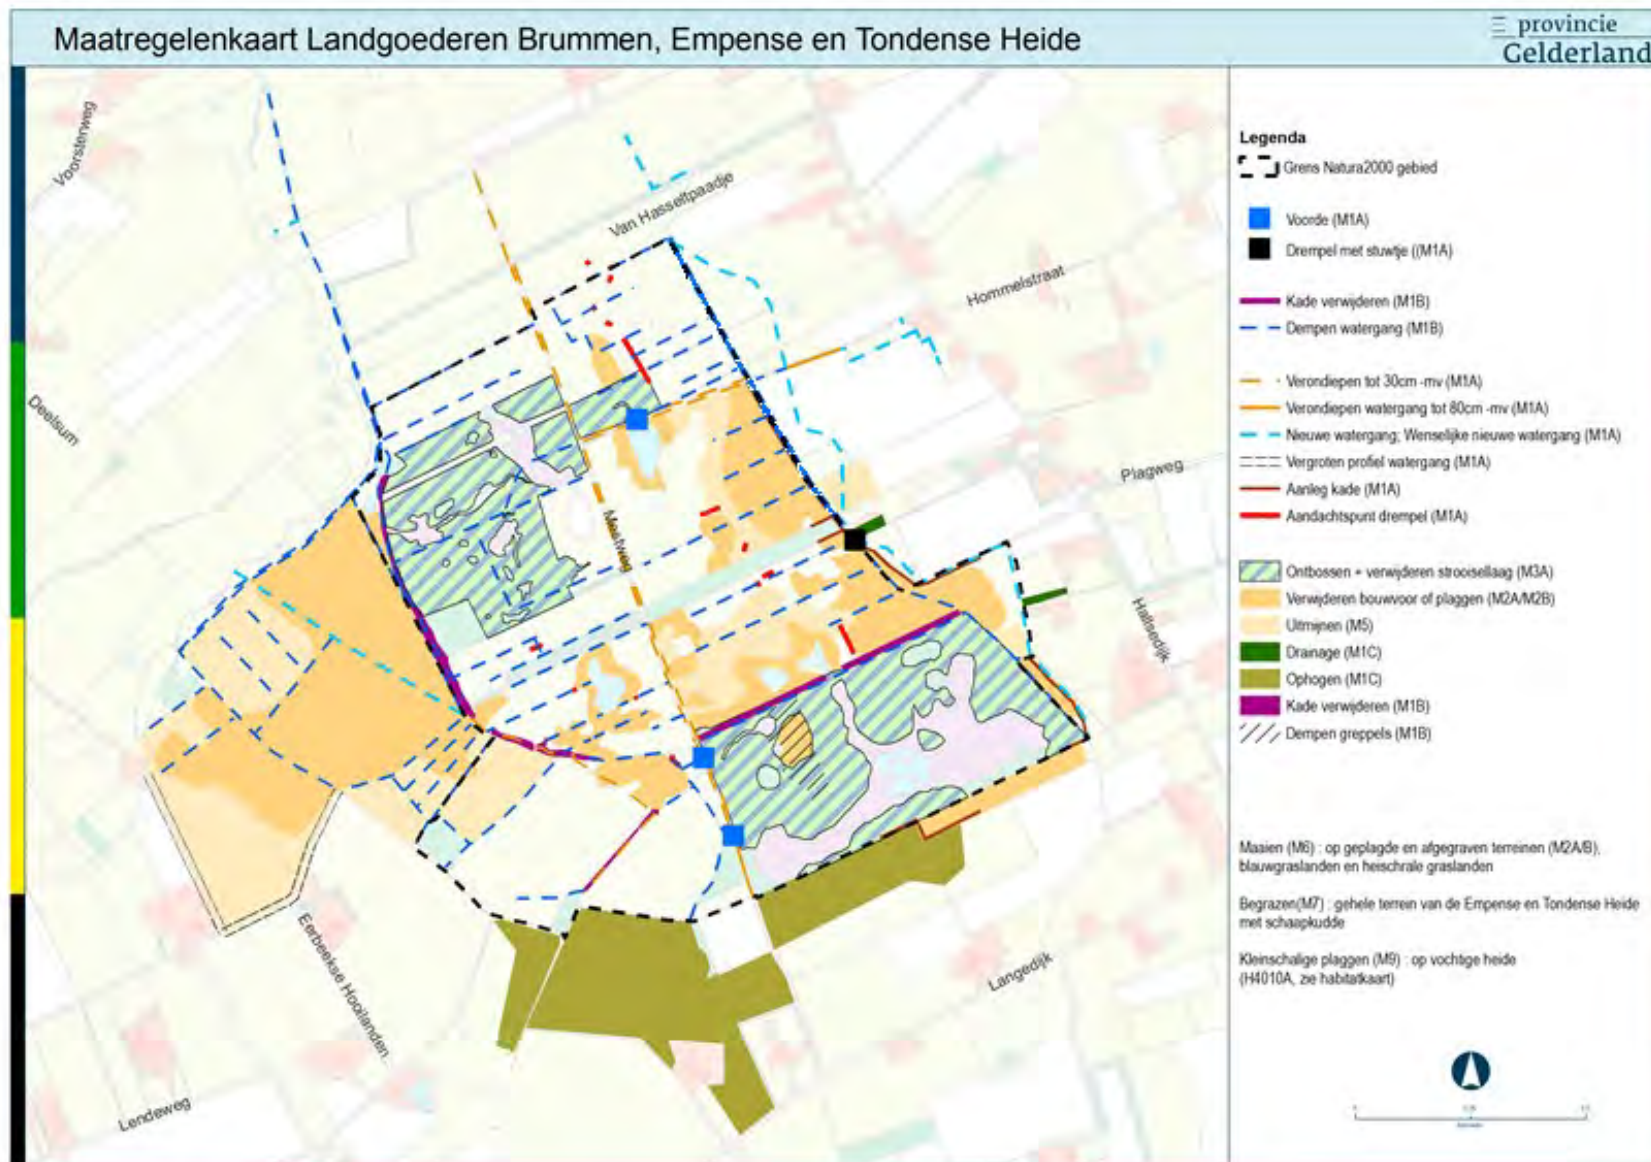 Maatregelenkaart Landgoederen Brummen, Empense en Tondense Heide
provincie
Gelderland
Voorsterweg
Van Hasseltpaadje
Hommelstraat
Deelsum
Plagweg
Meelweg
Hallsedijk
Eerbeekse Hooilanden
Langedijk
Lendeweg
Legenda
Grens Natura2000 gebied
Voorde (M1A)
Drempel met stuwtje ((M1A)
Kade verwijderen (M1B)
Dempen watergang (M1B)
Verondiepen tot 30cm -mv (M1A)
Verondiepen watergang tot 80cm -mv (M1A)
Nieuwe watergang; Wenselijke nieuwe watergang (M1A)
Vergroten profiel watergang (M1A)
Aanleg kade (M1A)
Aandachtspunt drempel (M1A)
Ontbossen + verwijderen strooisellaag (M3A)
Verwijderen bouwvoor of plaggen (M2A/M2B)
Uitmijnen (M5)
Drainage (M1C)
Ophogen (M1C)
Kade verwijderen (M1B)
Dempen greppels (M1B)
Maaien (M6) : op geplagde en afgegraven terreinen (M2A/B),
blauwgraslanden en heischrale graslanden
Begrazen(M7) : gehele terrein van de Empense en Tondense Heide
met schaapkudde
Kleinschalige plaggen (M9) : op vochtige heide
(H4010A, zie habitatkaart)